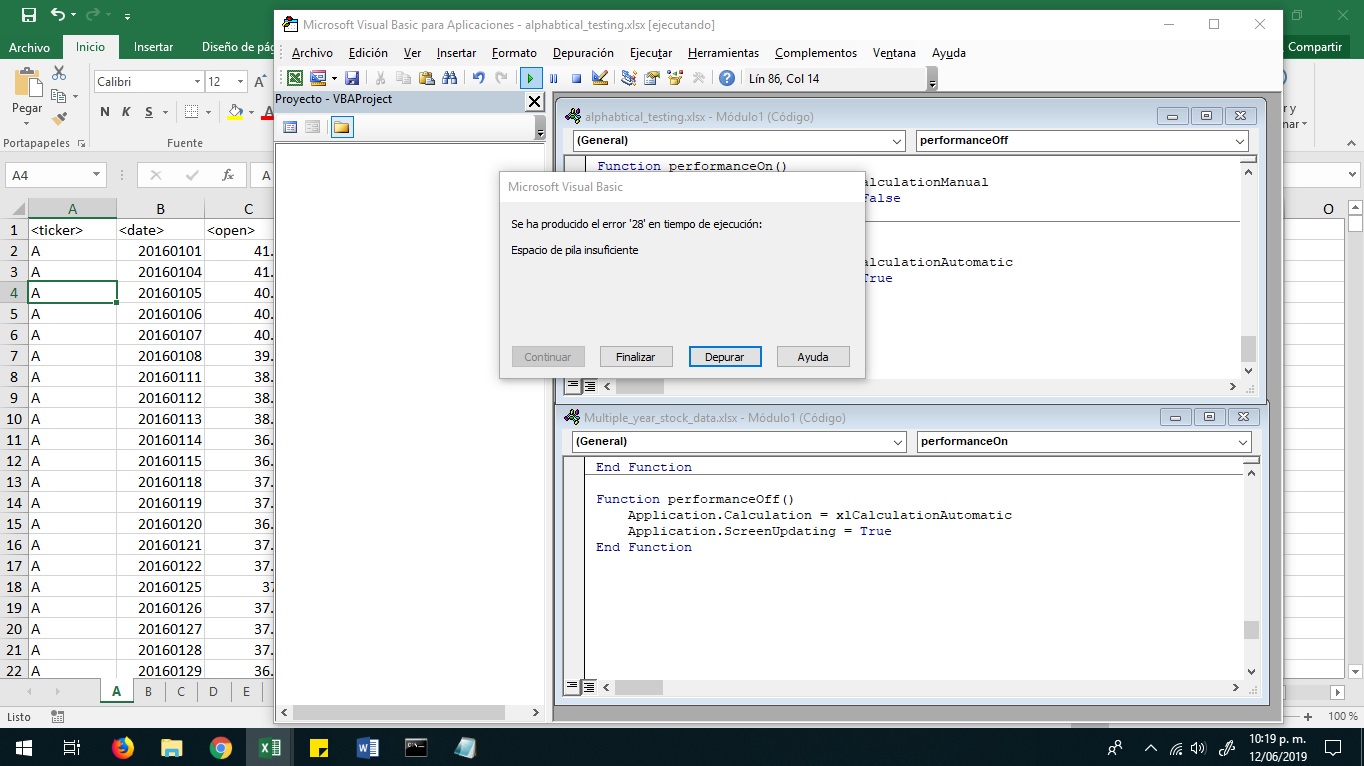 Microsoft Visual Basic para Aplicaciones - alphabtical_testing.xlsx [ejecutando]
Archivo Edición Ver Insertar Formato Depuración Ejecutar Herramientas Complementos Ventana Ayuda
Lín 86, Col 14
Archivo Inicio Insertar Diseño de pág
Compartir
Pegar
Calibri 12
N K S
Portapapeles
Fuente
A4
fx
A
Proyecto - VBAProject
alphabtical_testing.xlsx - Módulo1 (Código)
(General) performanceOff
Function performanceOn()
alculationManual
False
alculationAutomatic
True
Microsoft Visual Basic
Se ha producido el error '28' en tiempo de ejecución:
Espacio de pila insuficiente
Continuar Finalizar Depurar Ayuda
Multiple_year_stock_data.xlsx - Módulo1 (Código)
(General) performanceOn
End Function
Function performanceOff()
Application.Calculation = xlCalculationAutomatic
Application.ScreenUpdating = True
End Function
A B C O
1 <ticker> <date> <open>
2 A 20160101 41.
3 A 20160104 41.
4 A 20160105 40.
5 A 20160106 40.
6 A 20160107 40.
7 A 20160108 39.
8 A 20160111 38.
9 A 20160112 38.
10 A 20160113 38.
11 A 20160114 36.
12 A 20160115 36.
13 A 20160118 37.
14 A 20160119 37.
15 A 20160120 36.
16 A 20160121 37.
17 A 20160122 37.
18 A 20160125 37
19 A 20160126 37.
20 A 20160127 37.
21 A 20160128 37.
22 A 20160129 36.
A B C D E
Listo
100 %
10:19 p. m.
12/06/2019